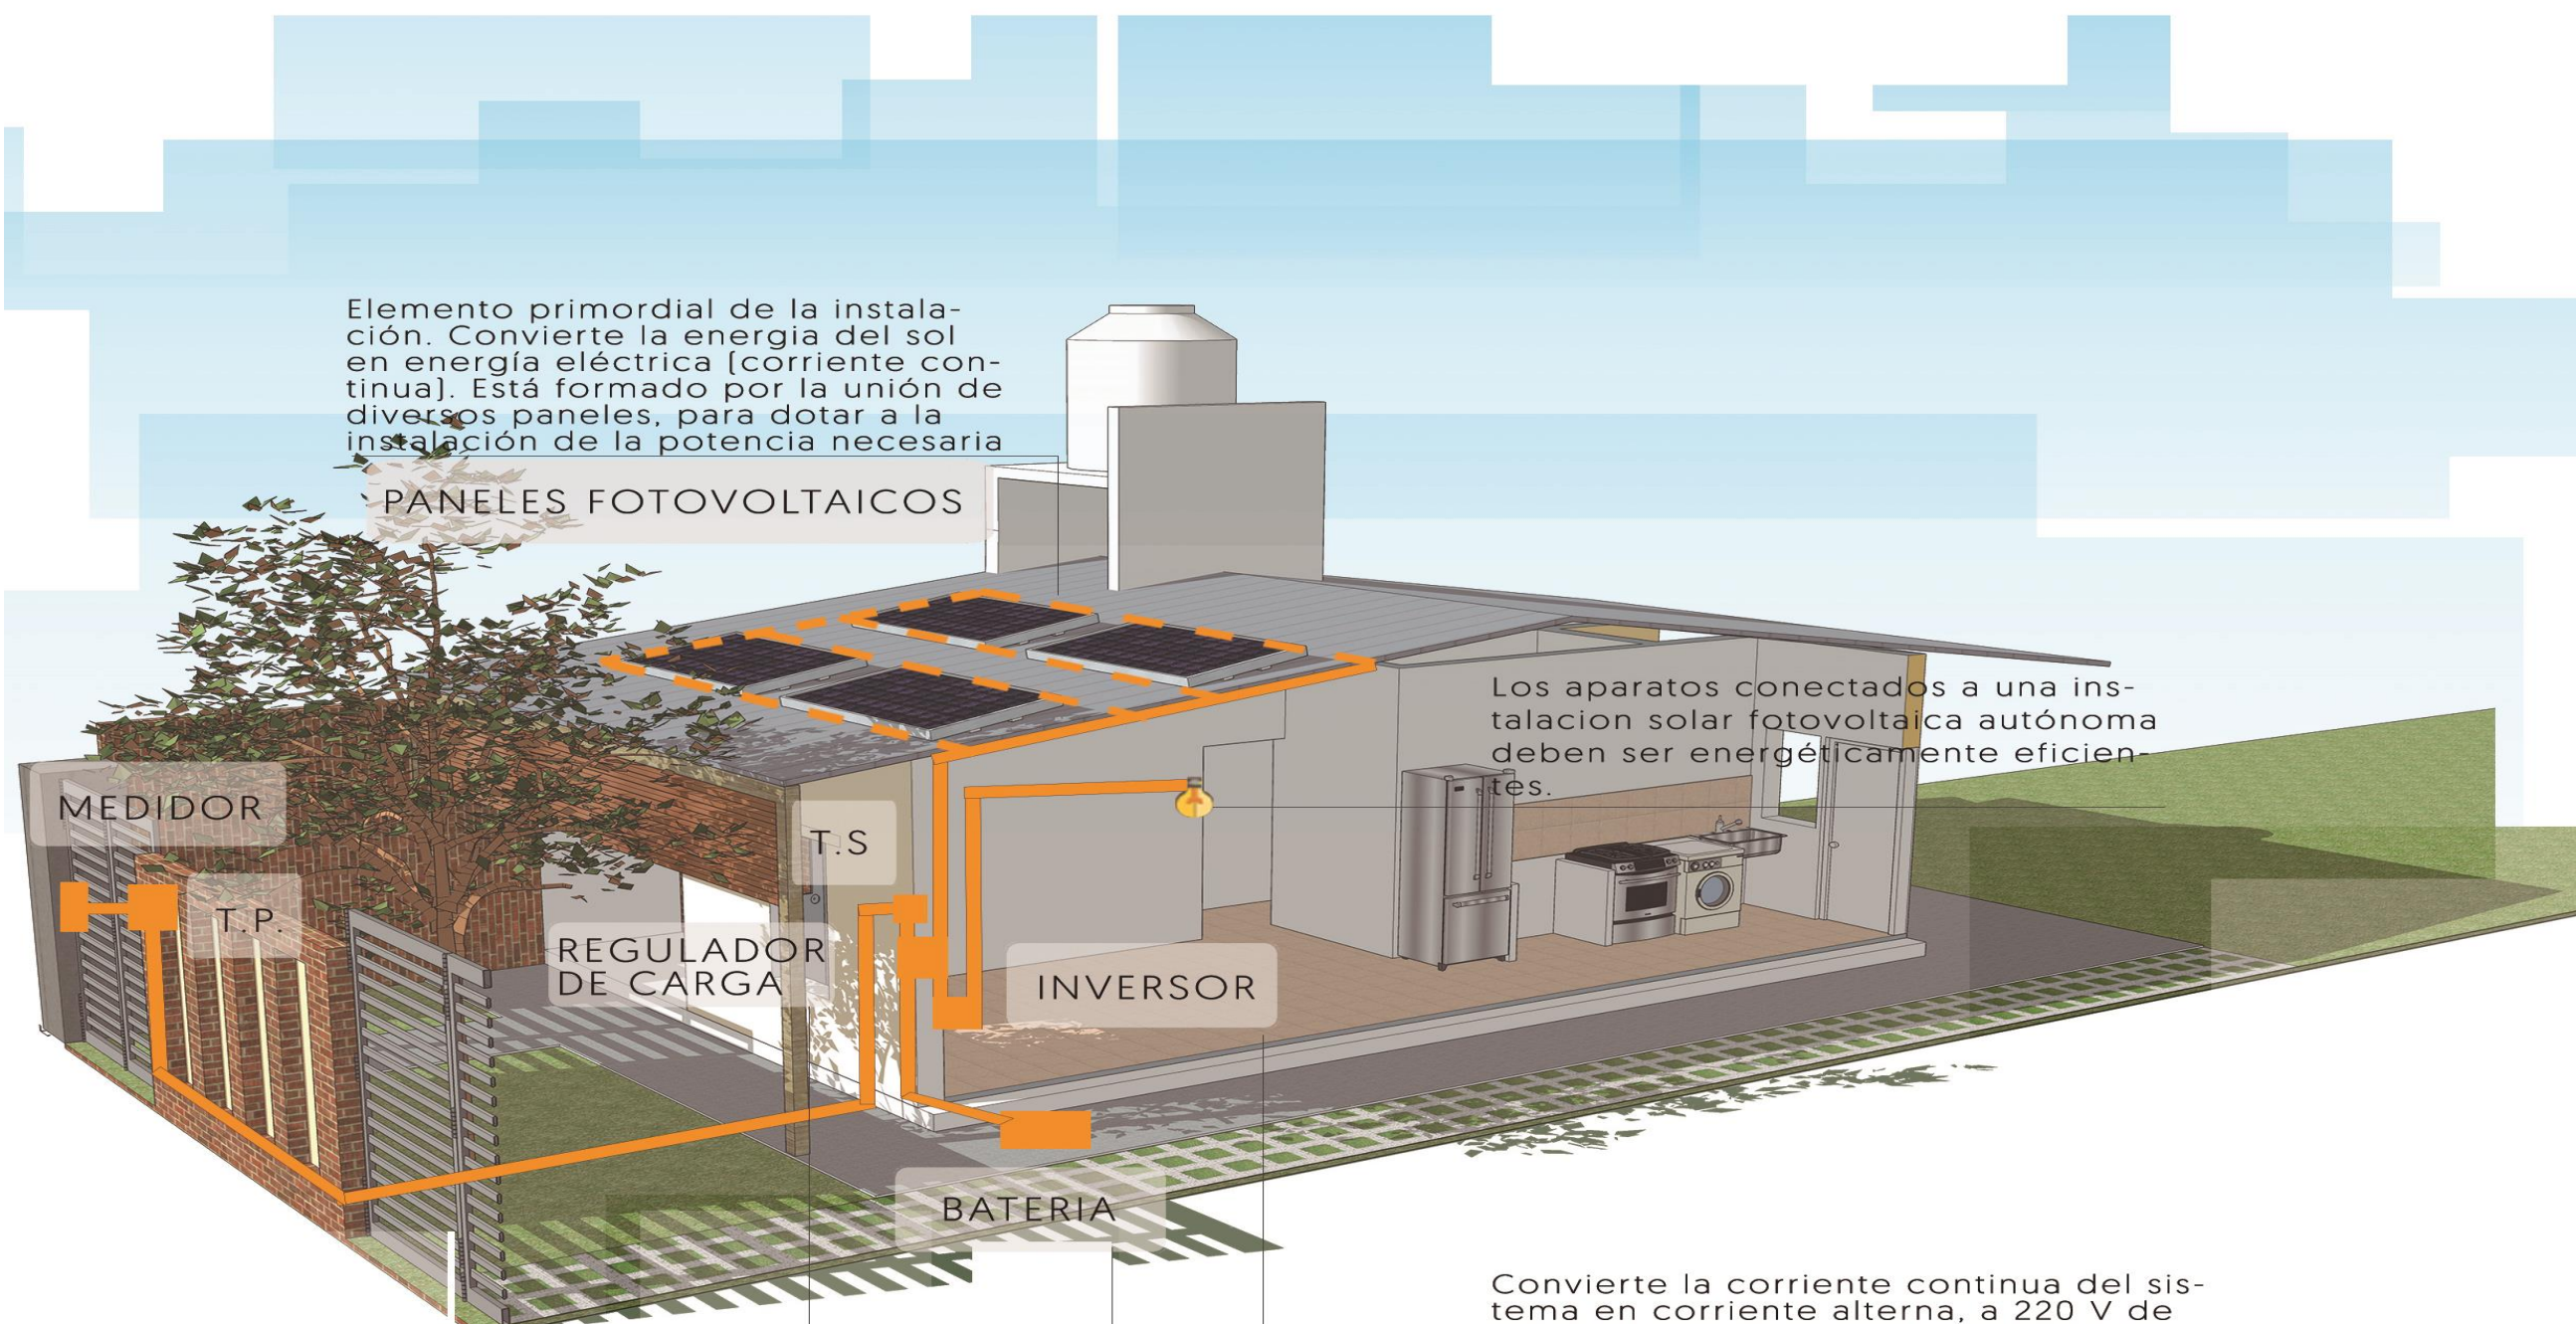 Elemento primordial de la instala-
ción. Convierte la energia del sol
en energía eléctrica (corriente con-
tinua). Está formado por la unión de
diversos paneles, para dotar a la
instalación de la potencia necesaria
PANELES FOTOVOLTAICOS
Los aparatos conectados a una ins-
talacion solar fotovoltaica autónoma
deben ser energéticamente eficien-
tes.
MEDIDOR
T.S
T.P.
REGULADOR
DE CARGA
INVERSOR
BATERIA
Convierte la corriente continua del sis-
tema en corriente alterna, a 220 V de